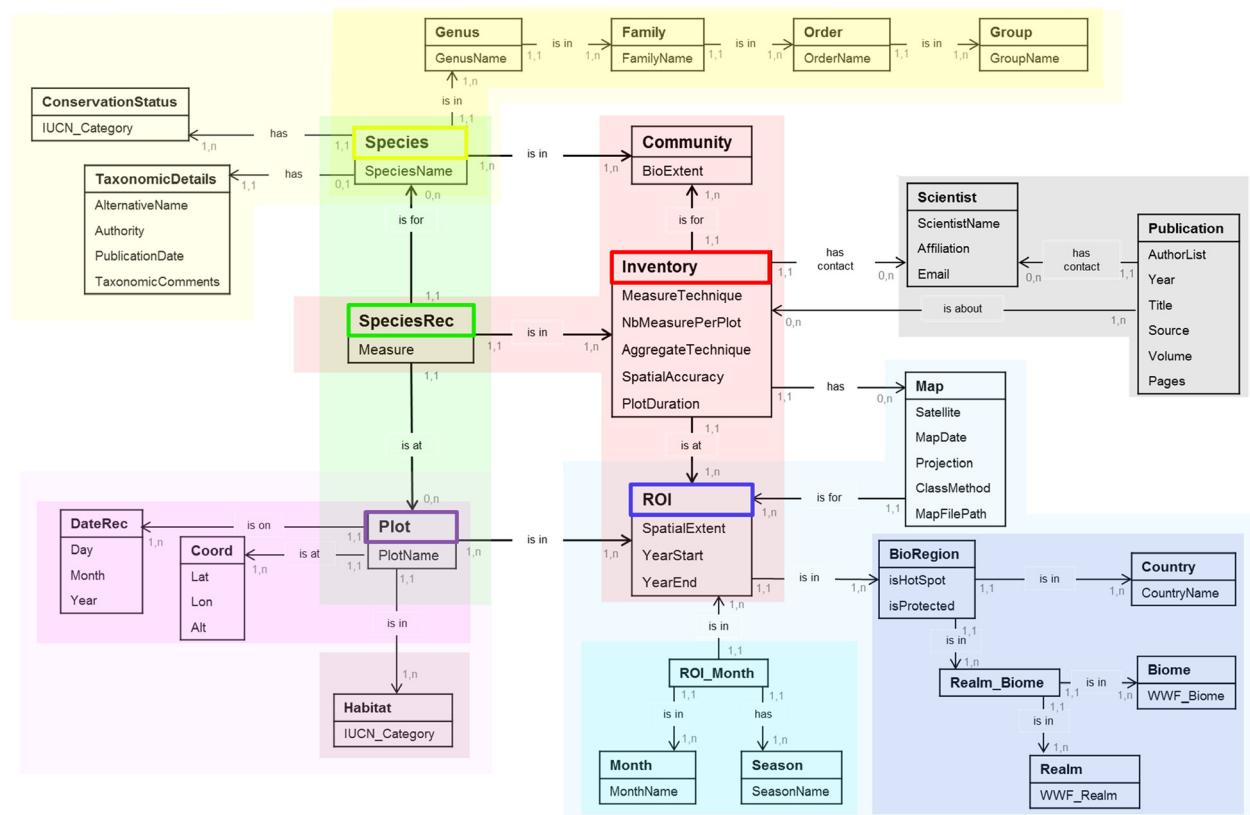 Genus
GenusName
1,1
is in
1,n
Family
FamilyName
1,1
is in
1,n
Order
OrderName
1,1
is in
1,n
Group
GroupName
1,n
is in
1,1
ConservationStatus
IUCN_Category
1,n
has
1,1
Species
SpeciesName
1,n
is in
1,n
Community
BioExtent
TaxonomicDetails
AlternativeName
Authority
PublicationDate
TaxonomicComments
1,1
has
0,1
0,n
is for
1,1
1,n
is for
1,1
Scientist
ScientistName
Affiliation
Email
Publication
AuthorList
Year
Title
Source
Volume
Pages
Inventory
MeasureTechnique
NbMeasurePerPlot
AggregateTechnique
SpatialAccuracy
PlotDuration
1,1
has
contact
0,n
0,n
has
contact
1,1
0,n
is about
1,n
SpeciesRec
Measure
1,1
is in
1,n
1,1
is at
0,n
1,1
has
0,n
Map
Satellite
MapDate
Projection
ClassMethod
MapFilePath
1,1
is at
1,n
ROI
SpatialExtent
YearStart
YearEnd
1,n
is for
1,1
DateRec
Day
Month
Year
1,n
is on
1,1
Coord
Lat
Lon
Alt
1,n
is at
1,1
Plot
PlotName
1,n
is in
1,n
1,1
is in
1,n
Habitat
IUCN_Category
1,1
is in
1,n
BioRegion
isHotSpot
isProtected
1,1
is in
1,n
Country
CountryName
1,n
is in
1,1
ROI_Month
1,1
is in
1,n
1,1
has
1,n
Month
MonthName
Season
SeasonName
1,1
is in
1,n
Realm_Biome
1,1
is in
1,n
Biome
WWF_Biome
1,1
is in
1,n
Realm
WWF_Realm